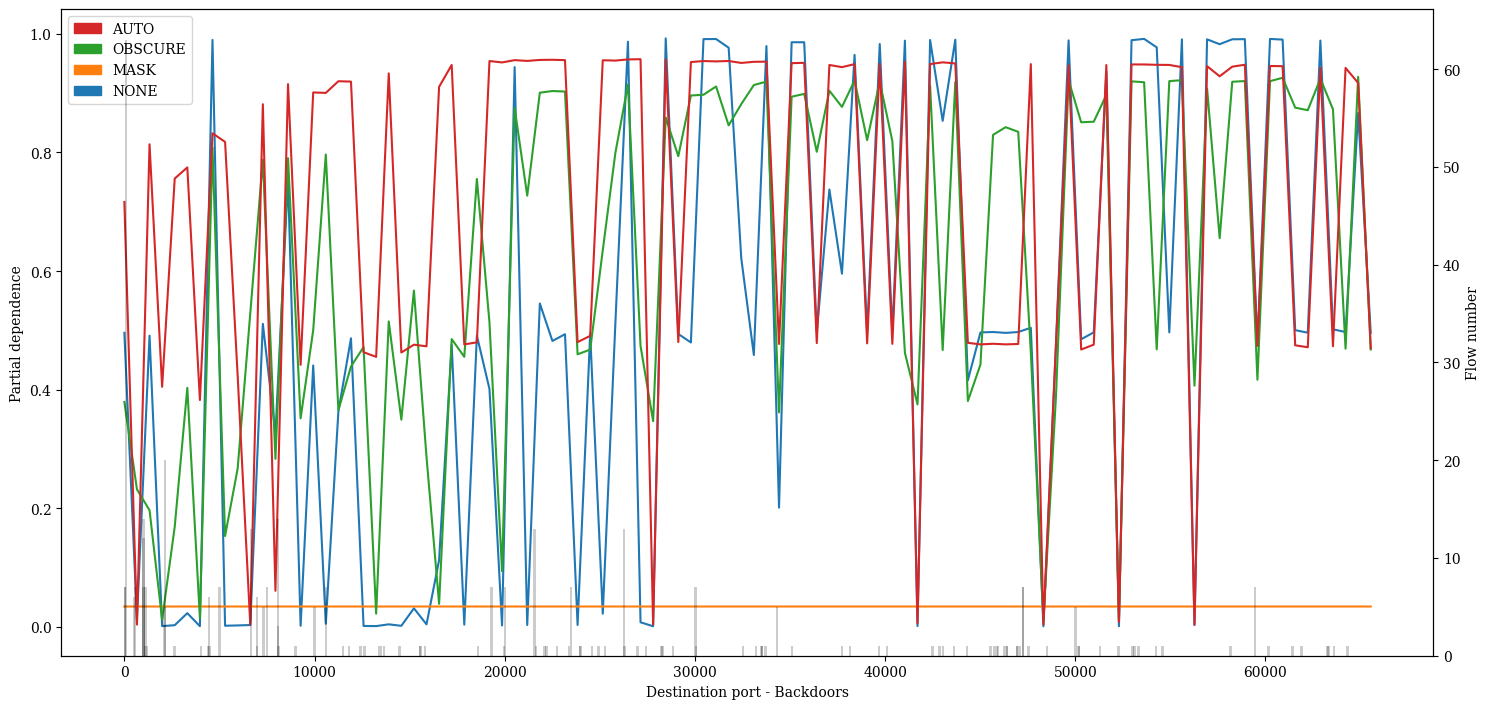 AUTO
OBSCURE
MASK
NONE
1.0
0.8
0.6
0.4
0.2
0.0
Partial dependence
60
50
40
30
20
10
0
Flow number
0 10000 20000 30000 40000 50000 60000
Destination port - Backdoors